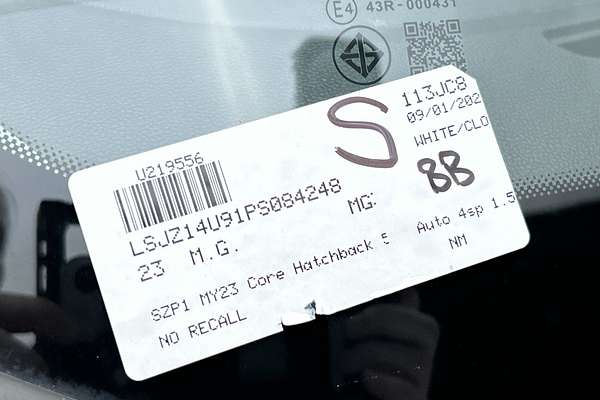 E4 43R-000431
113JC8
U219556
09/01/202
WHITE/CLO
S
BB
LSJZ14U91PS084248
MG:
23 M.G.
Auto 4sp 1.5
SZP1 MY23 Core Hatchback 5
NM
NO RECALL